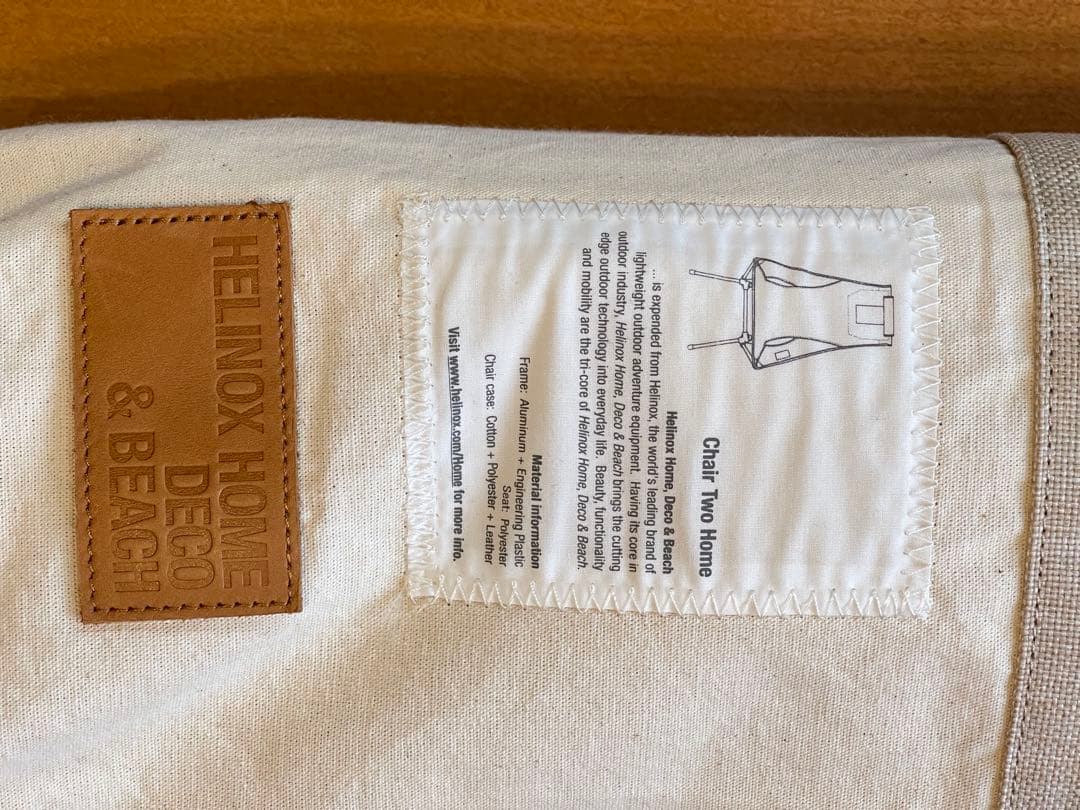 Chair Two Home
Helinox Home, Deco & Beach
... is expended from Helinox, the world's leading brand of
lightweight outdoor adventure equipment. Having its core in
outdoor industry, Helinox Home, Deco & Beach brings the cutting
edge outdoor technology into everyday life. Beauty, functionality
and mobility are the tri-core of Helinox Home, Deco & Beach.
Material information
Frame: Aluminum + Engineering Plastic
Seat: Polyester
Chair case: Cotton + Polyester + Leather
Visit www.helinox.com/Home for more info.
HELINOX HOME
DECO
& BEACH